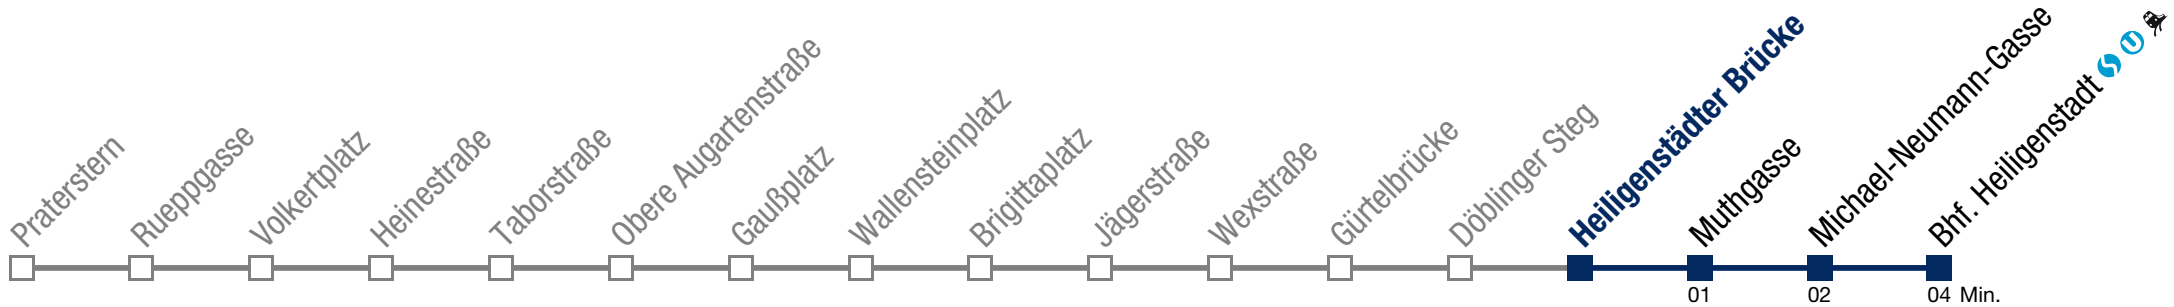 Praterstern
Rueppgasse
Volkertplatz
Heinestraße
Taborstraße
Obere Augartenstraße
Gaußplatz
Wallensteinplatz
Brigittaplatz
Jägerstraße
Wexstraße
Gürtelbrücke
Döblinger Steg
Heiligenstädter Brücke
Muthgasse
Michael-Neumann-Gasse
Bhf. Heiligenstadt S U
01 02 04 Min.